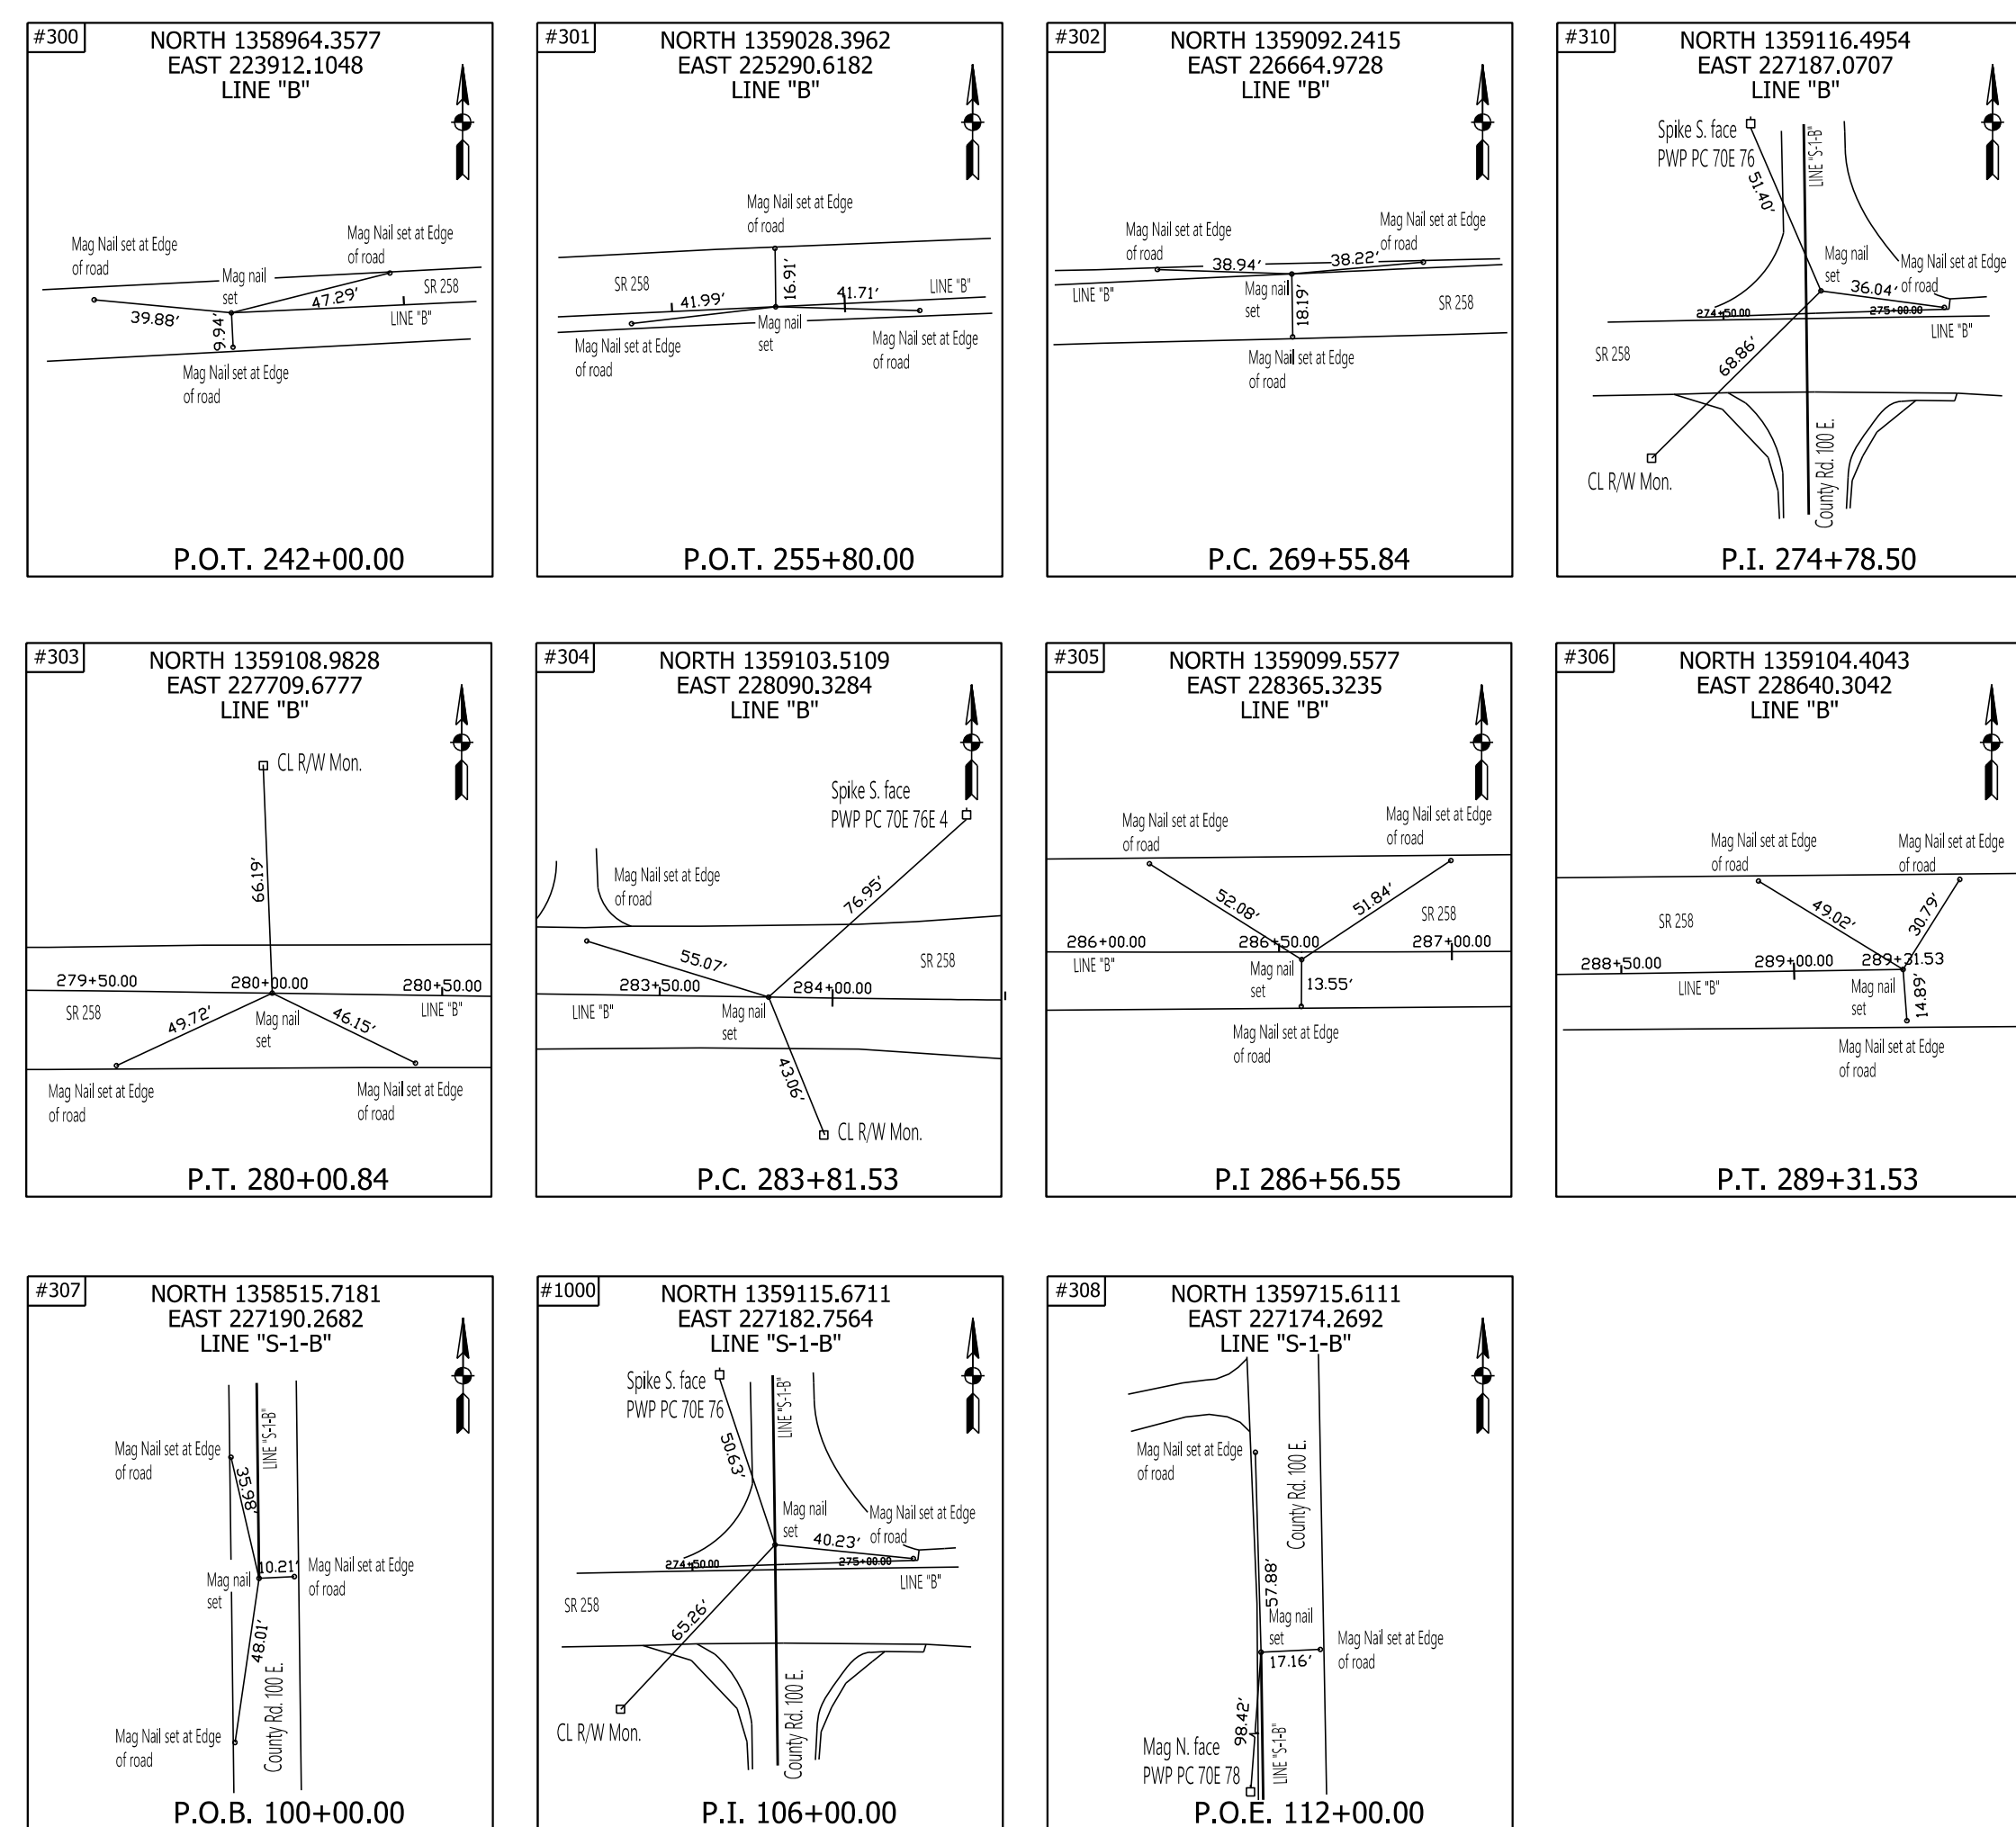 #300
NORTH 1358964.3577
EAST 223912.1048
LINE "B"
Mag Nail set at Edge
of road
Mag Nail set at Edge
of road
Mag nail
set
SR 258
47.29'
39.88'
9.94'
LINE "B"
Mag Nail set at Edge
of road
P.O.T. 242+00.00
#301
NORTH 1359028.3962
EAST 225290.6182
LINE "B"
Mag Nail set at Edge
of road
SR 258
16.91'
41.99'
41.71'
LINE "B"
Mag nail
set
Mag Nail set at Edge
of road
Mag Nail set at Edge
of road
P.O.T. 255+80.00
#302
NORTH 1359092.2415
EAST 226664.9728
LINE "B"
Mag Nail set at Edge
of road
Mag Nail set at Edge
of road
38.94'
38.22'
LINE "B"
Mag nail
set
18.19'
SR 258
Mag Nail set at Edge
of road
P.C. 269+55.84
#310
NORTH 1359116.4954
EAST 227187.0707
LINE "B"
Spike S. face
PWP PC 70E 76
LINE "S-1-B"
51.40'
Mag nail
set
Mag Nail set at Edge
of road
36.04'
274+50.00
275+00.00
LINE "B"
SR 258
68.86'
County Rd. 100 E.
CL R/W Mon.
P.I. 274+78.50
#303
NORTH 1359108.9828
EAST 227709.6777
LINE "B"
CL R/W Mon.
66.19'
279+50.00
280+00.00
280+50.00
SR 258
LINE "B"
49.72'
Mag nail
set
46.15'
Mag Nail set at Edge
of road
Mag Nail set at Edge
of road
P.T. 280+00.84
#304
NORTH 1359103.5109
EAST 228090.3284
LINE "B"
Spike S. face
PWP PC 70E 76E 4
Mag Nail set at Edge
of road
76.95'
55.07'
SR 258
283+50.00
284+00.00
LINE "B"
Mag nail
set
43.06'
CL R/W Mon.
P.C. 283+81.53
#305
NORTH 1359099.5577
EAST 228365.3235
LINE "B"
Mag Nail set at Edge
of road
Mag Nail set at Edge
of road
52.08'
51.84'
SR 258
286+00.00
286+50.00
287+00.00
LINE "B"
Mag nail
set
13.55'
Mag Nail set at Edge
of road
P.I 286+56.55
#306
NORTH 1359104.4043
EAST 228640.3042
LINE "B"
Mag Nail set at Edge
of road
Mag Nail set at Edge
of road
49.02'
30.79'
SR 258
288+50.00
289+00.00
289+31.53
LINE "B"
Mag nail
set
14.89'
Mag Nail set at Edge
of road
P.T. 289+31.53
#307
NORTH 1358515.7181
EAST 227190.2682
LINE "S-1-B"
LINE "S-1-B"
Mag Nail set at Edge
of road
35.98'
10.21'
Mag Nail set at Edge
of road
Mag nail
set
48.01'
County Rd. 100 E.
Mag Nail set at Edge
of road
P.O.B. 100+00.00
#1000
NORTH 1359115.6711
EAST 227182.7564
LINE "S-1-B"
Spike S. face
PWP PC 70E 76
LINE "S-1-B"
50.63'
Mag nail
set
Mag Nail set at Edge
of road
40.23'
274+50.00
275+00.00
LINE "B"
SR 258
65.26'
County Rd. 100 E.
CL R/W Mon.
P.I. 106+00.00
#308
NORTH 1359715.6111
EAST 227174.2692
LINE "S-1-B"
Mag Nail set at Edge
of road
County Rd. 100 E.
57.88'
Mag nail
set
Mag Nail set at Edge
of road
17.16'
98.42'
LINE "S-1-B"
Mag N. face
PWP PC 70E 78
P.O.E. 112+00.00